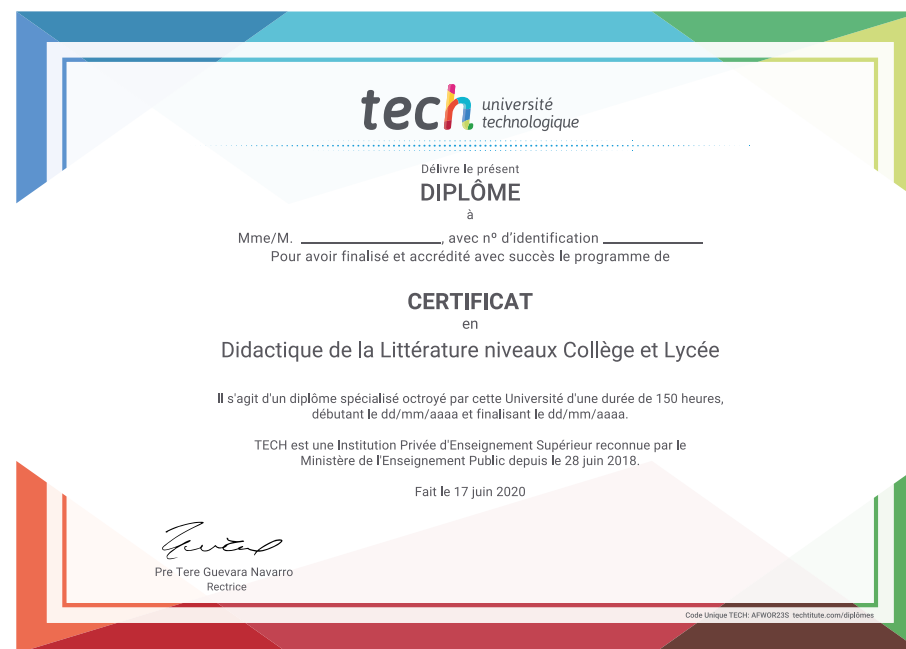 tech université
technologique
Délivre le présent
DIPLÔME
à
Mme/M. ____________________, avec nº d'identification ______________
Pour avoir finalisé et accrédité avec succès le programme de
CERTIFICAT
en
Didactique de la Littérature niveaux Collège et Lycée
Il s'agit d'un diplôme spécialisé octroyé par cette Université d'une durée de 150 heures,
débutant le dd/mm/aaaa et finalisant le dd/mm/aaaa.
TECH est une Institution Privée d'Enseignement Supérieur reconnue par le
Ministère de l'Enseignement Public depuis le 28 juin 2018.
Fait le 17 juin 2020
Pre Tere Guevara Navarro
Rectrice
Code Unique TECH: AFWOR23S techtitute.com/diplômes